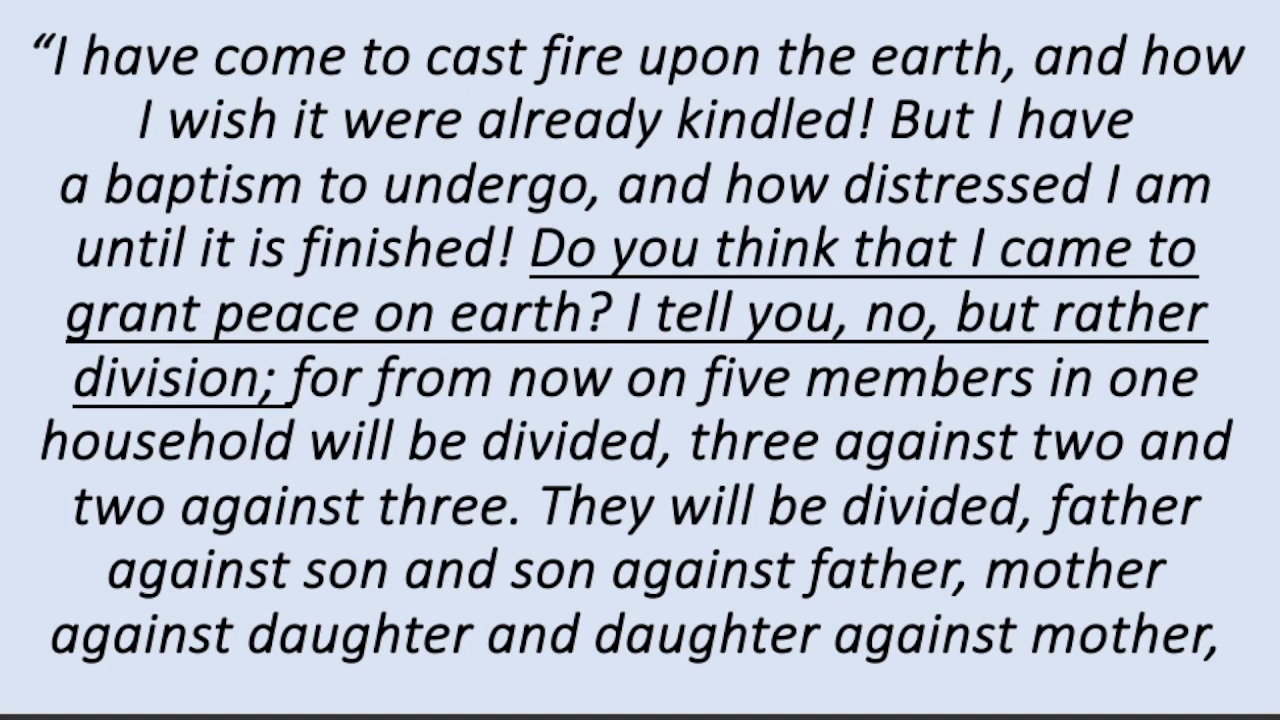 “I have come to cast fire upon the earth, and how
I wish it were already kindled! But I have
a baptism to undergo, and how distressed I am
until it is finished! Do you think that I came to
grant peace on earth? I tell you, no, but rather
division; for from now on five members in one
household will be divided, three against two and
two against three. They will be divided, father
against son and son against father, mother
against daughter and daughter against mother,